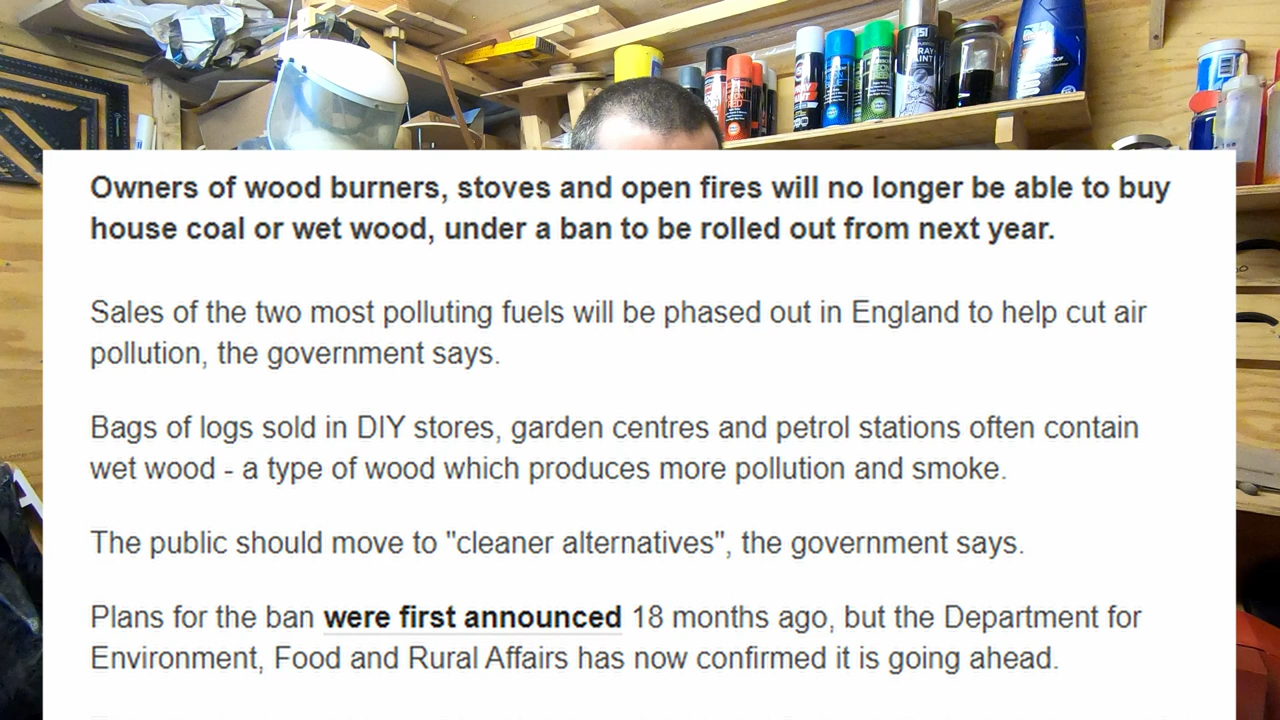 Owners of wood burners, stoves and open fires will no longer be able to buy
house coal or wet wood, under a ban to be rolled out from next year.
Sales of the two most polluting fuels will be phased out in England to help cut air
pollution, the government says.
Bags of logs sold in DIY stores, garden centres and petrol stations often contain
wet wood - a type of wood which produces more pollution and smoke.
The public should move to "cleaner alternatives", the government says.
Plans for the ban were first announced 18 months ago, but the Department for
Environment, Food and Rural Affairs has now confirmed it is going ahead.